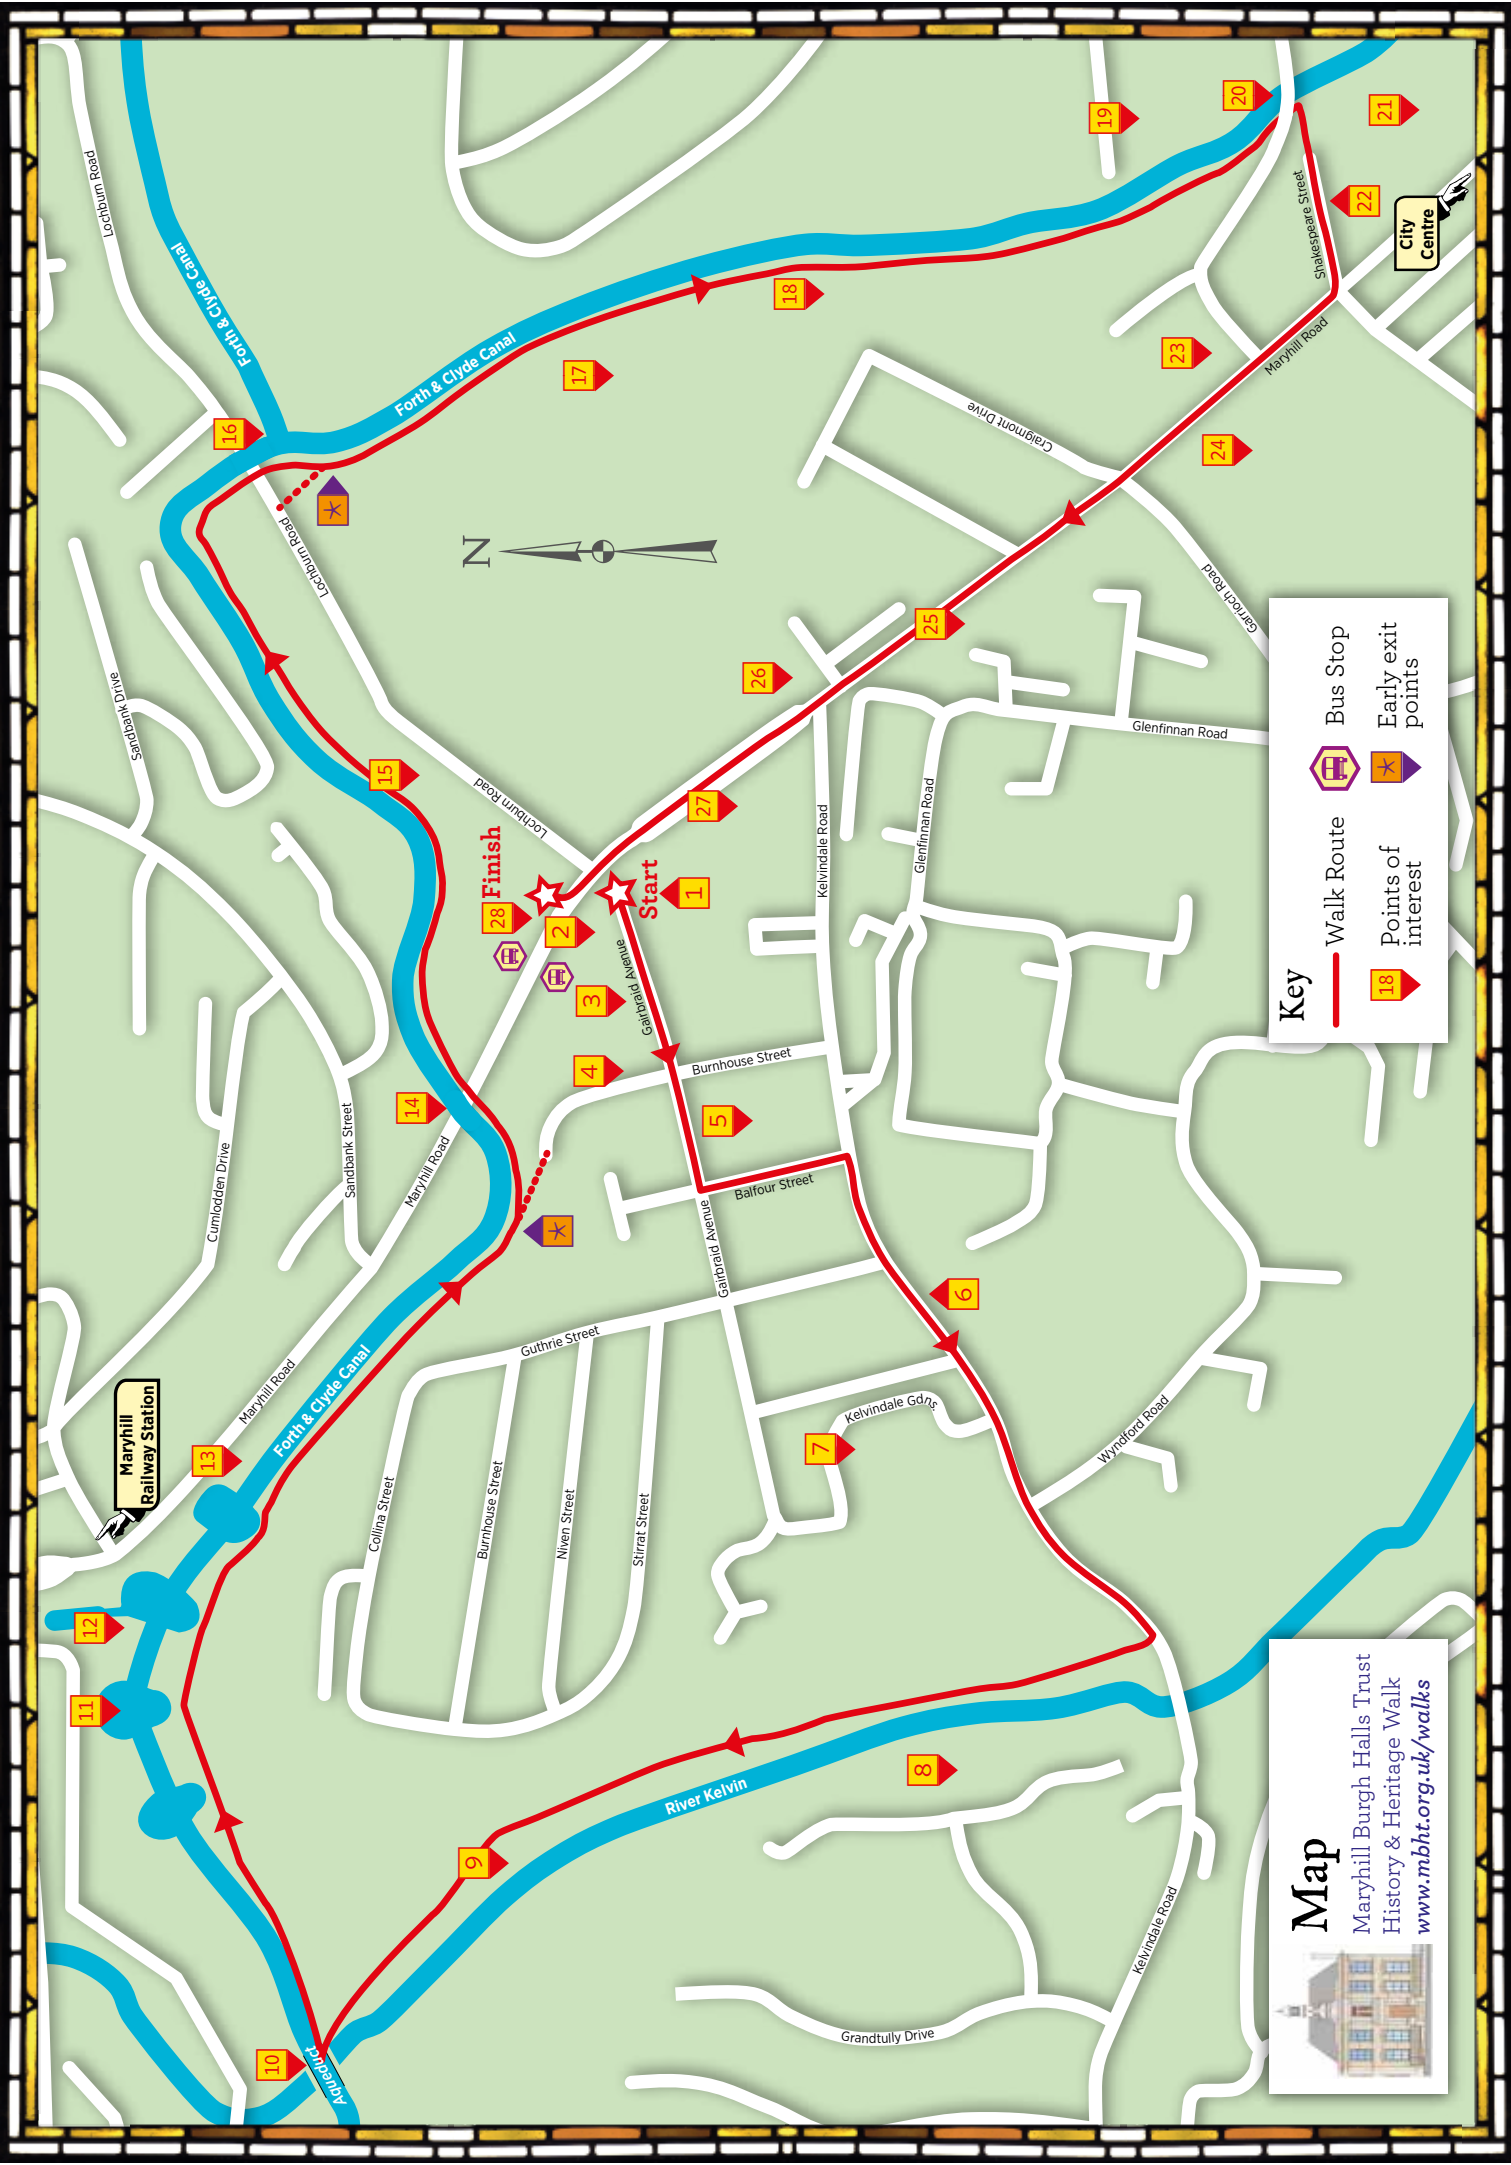 Map
Maryhill Burgh Halls Trust
History & Heritage Walk
www.mbht.org.uk/walks
Key
Walk Route
Bus Stop
18
Points of
interest
Early exit
points
Maryhill
Railway Station
City
Centre
N
Start
Finish
Aqueduct
River Kelvin
Forth & Clyde Canal
Forth & Clyde Canal
Forth & Clyde Canal
Maryhill Road
Maryhill Road
Maryhill Road
Lochburn Road
Lochburn Road
Lochburn Road
Sandbank Drive
Sandbank Street
Cumlodden Drive
Guthrie Street
Collina Street
Burnhouse Street
Niven Street
Stirrat Street
Gairbraid Avenue
Gairbraid Avenue
Burnhouse Street
Balfour Street
Kelvindale Gdns.
Kelvindale Road
Kelvindale Road
Wyndford Road
Grandtully Drive
Glenfinnan Road
Glenfinnan Road
Garrioch Road
Craigmont Drive
Shakespeare Street
1
2
3
4
5
6
7
8
9
10
11
12
13
14
15
16
17
18
19
20
21
22
23
24
25
26
27
28